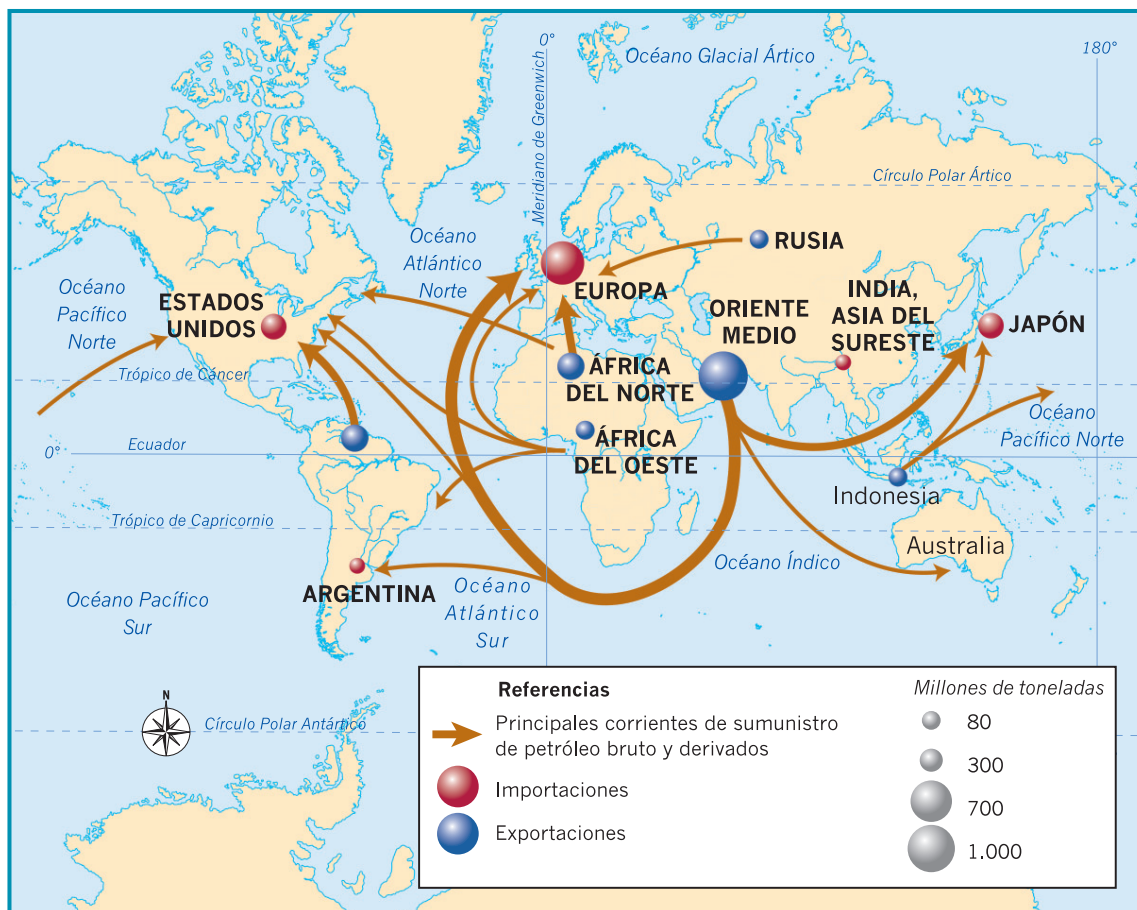 0°
180°
Meridiano de Greenwich
Océano Glacial Ártico
Círculo Polar Ártico
Océano
Atlántico
Norte
RUSIA
Océano
Pacífico
Norte
ESTADOS
UNIDOS
EUROPA
ORIENTE
MEDIO
INDIA,
ASIA DEL
SURESTE
JAPÓN
Trópico de Cáncer
ÁFRICA
DEL NORTE
Océano
Pacífico Norte
0°
Ecuador
ÁFRICA
DEL OESTE
Indonesia
Trópico de Capricornio
Australia
Océano Índico
ARGENTINA
Océano
Atlántico
Sur
Océano Pacífico
Sur
N
Círculo Polar Antártico
Referencias
Principales corrientes de sumunistro
de petróleo bruto y derivados
Importaciones
Exportaciones
Millones de toneladas
80
300
700
1.000